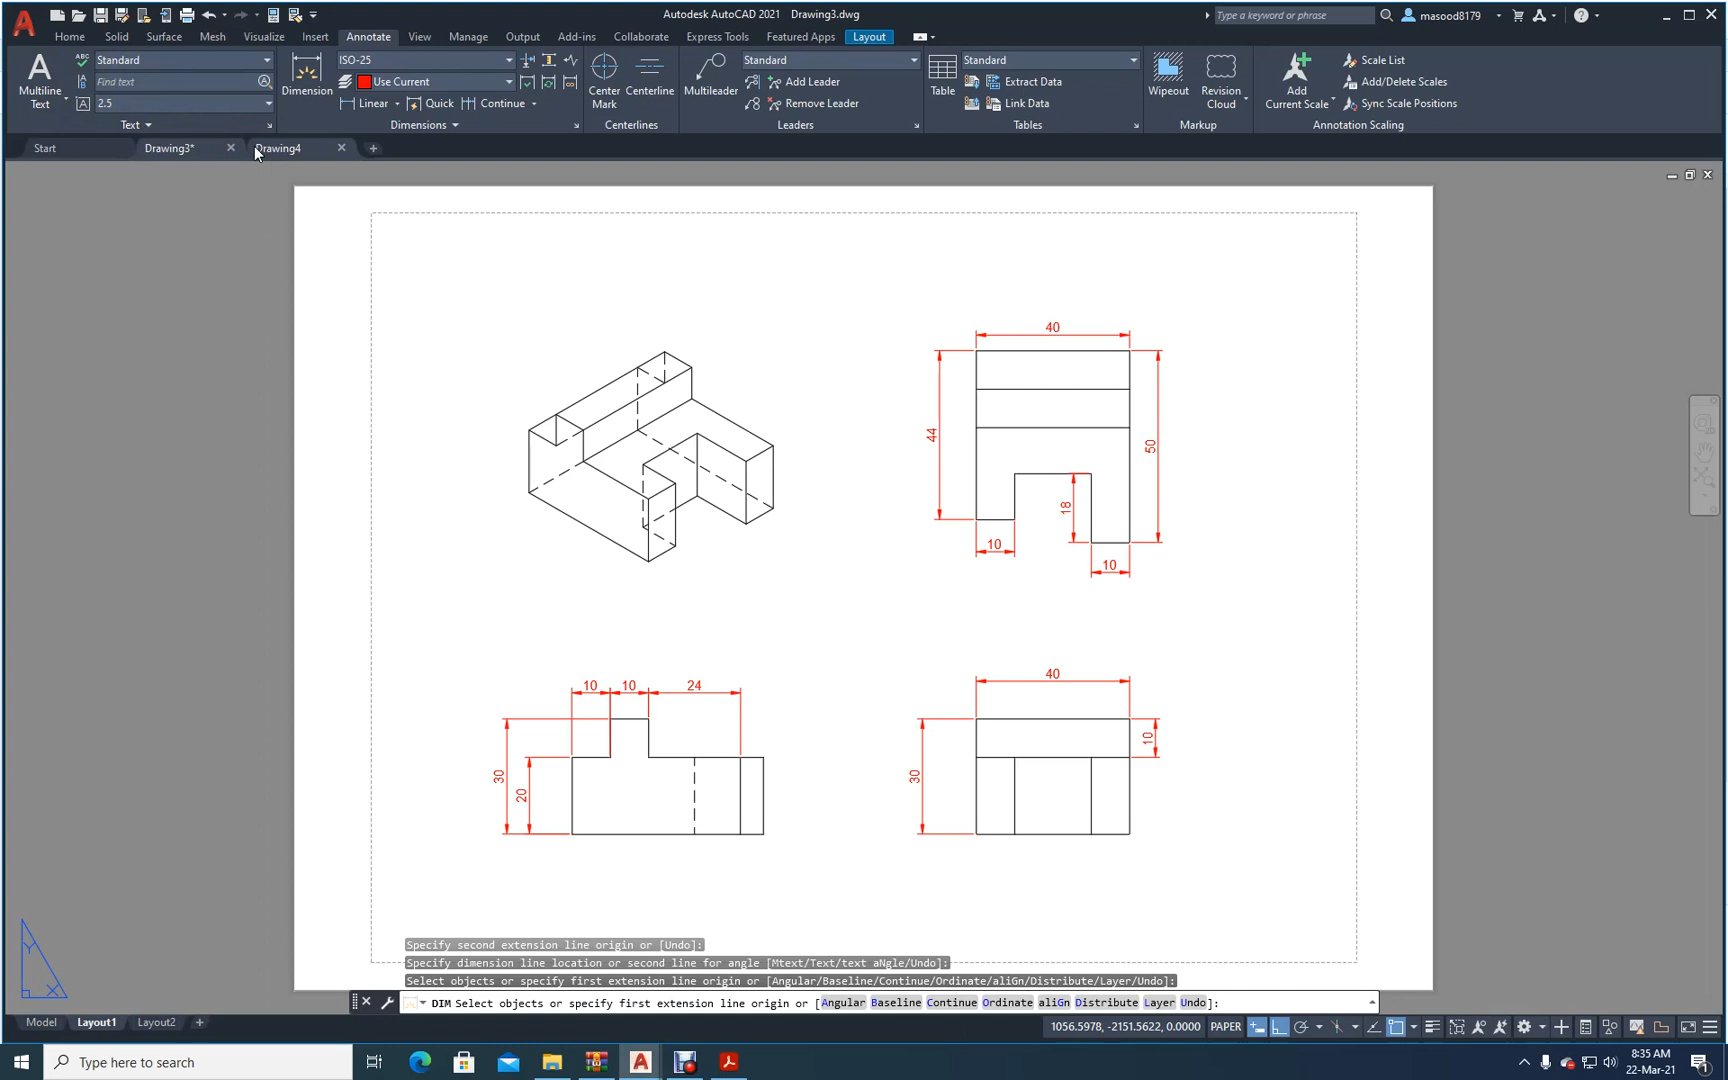 Autodesk AutoCAD 2021 Drawing3.dwg
Type a keyword or phrase
masood8179
Home Solid Surface Mesh Visualize Insert Annotate View Manage Output Add-ins Collaborate Express Tools Featured Apps Layout
Multiline Text
Standard
Find text
2.5
Text
Dimension
ISO-25
Use Current
Linear Quick Continue
Dimensions
Center Mark
Centerline
Centerlines
Multileader
Standard
Add Leader
Remove Leader
Leaders
Table
Standard
Extract Data
Link Data
Tables
Wipeout
Revision Cloud
Markup
Add Current Scale
Scale List
Add/Delete Scales
Sync Scale Positions
Annotation Scaling
Start Drawing3* Drawing4
40
44
50
18
10
10
10 10 24
30
20
40
30
10
Y
X
Specify second extension line origin or [Undo]:
Specify dimension line location or second line for angle [Mtext/Text/text aNgle/Undo]:
Select objects or specify first extension line origin or [Angular/Baseline/Continue/Ordinate/aliGn/Distribute/Layer/Undo]:
DIM Select objects or specify first extension line origin or [Angular Baseline Continue Ordinate aliGn Distribute Layer Undo]:
Model Layout1 Layout2
1056.5978, -2151.5622, 0.0000 PAPER
Type here to search
8:35 AM
22-Mar-21
1